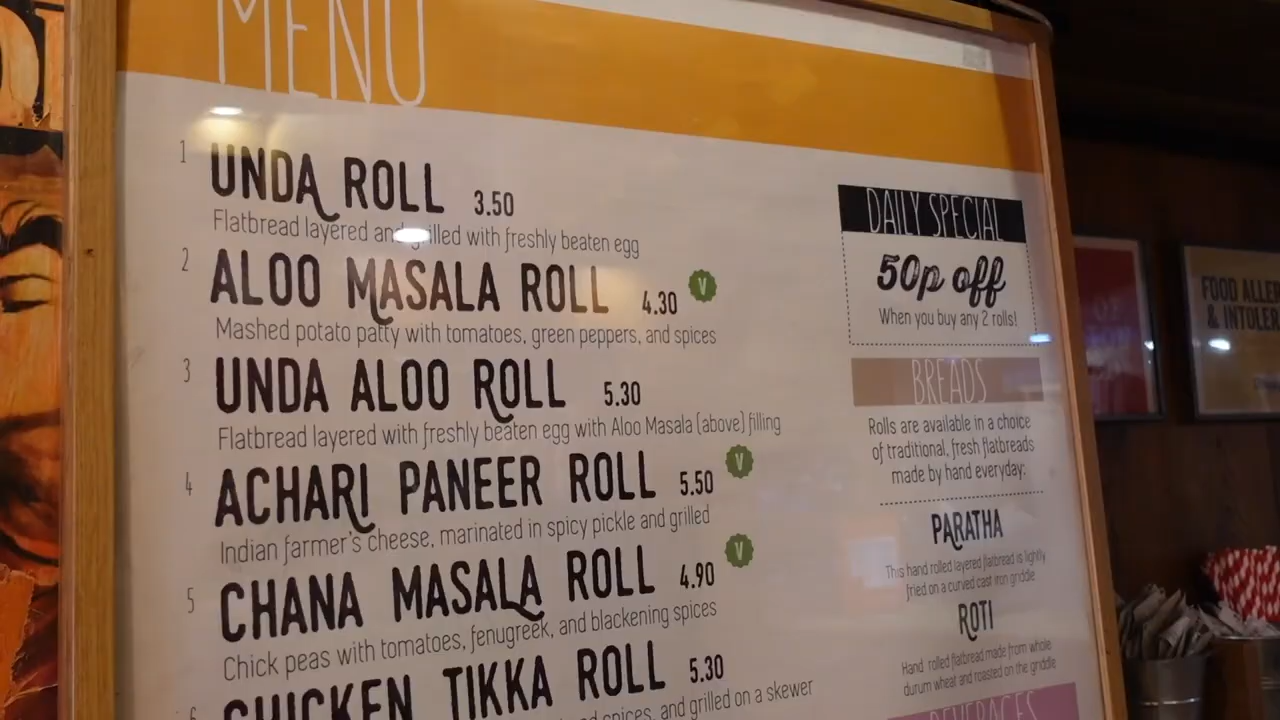 MENU
1 UNDA ROLL 3.50
Flatbread layered and grilled with freshly beaten egg
2 ALOO MASALA ROLL 4.30 V
Mashed potato patty with tomatoes, green peppers, and spices
3 UNDA ALOO ROLL 5.30
Flatbread layered with freshly beaten egg with Aloo Masala (above) filling
4 ACHARI PANEER ROLL 5.50 V
Indian farmer's cheese, marinated in spicy pickle and grilled
5 CHANA MASALA ROLL 4.90 V
Chick peas with tomatoes, fenugreek, and blackening spices
6 CHICKEN TIKKA ROLL 5.30
spices, and grilled on a skewer
DAILY SPECIAL
50p off
When you buy any 2 rolls!
BREADS
Rolls are available in a choice
of traditional, fresh flatbreads
made by hand everyday:
PARATHA
This hand rolled layered flatbread is lightly
fried on a curved cast iron griddle
ROTI
Hand rolled flatbread made from whole
durum wheat and roasted on the griddle
BEVERAGES
FOOD ALLE
& INTOLER